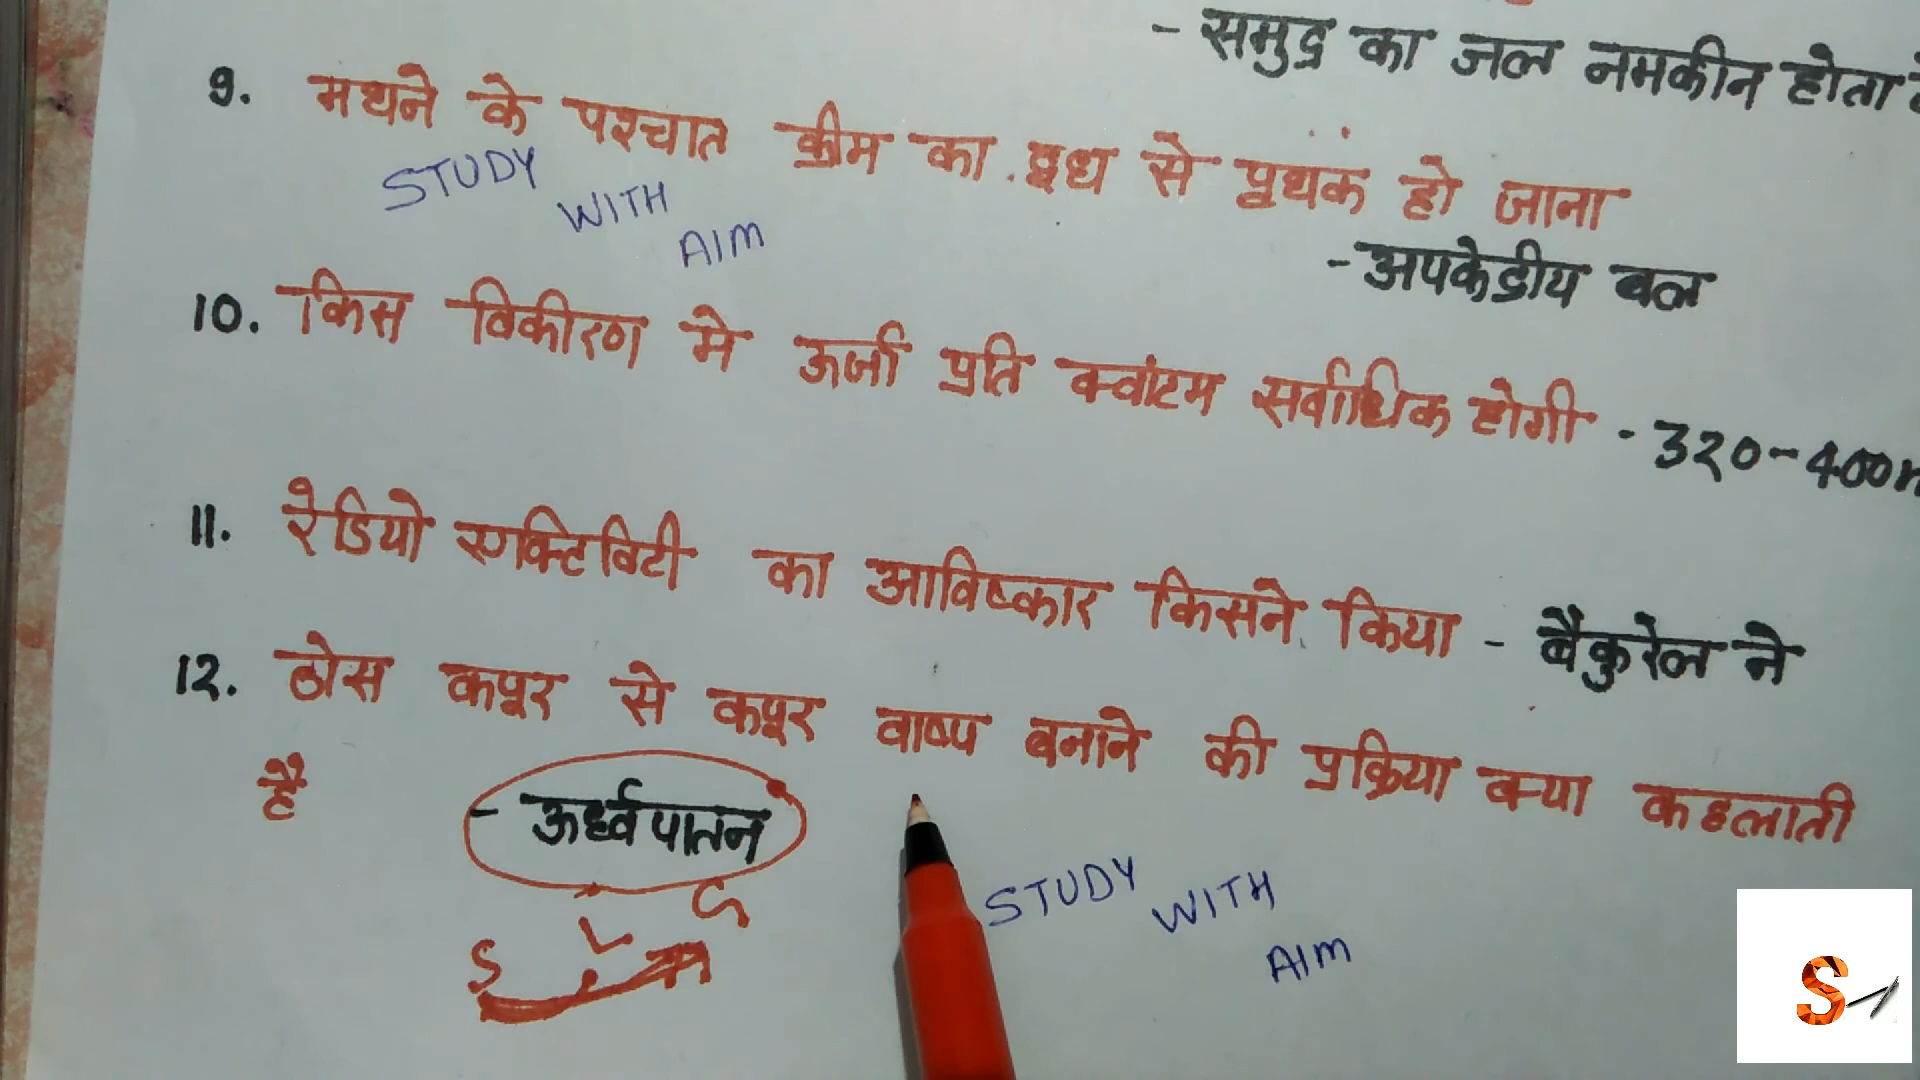 - समुद्र का जल नमकीन होता
9. मथने के पश्चात क्रीम का दूध से पृथक हो जाना
STUDY WITH AIM
- अपकेंद्रीय बल
10. किस विकीरण मे ऊर्जा प्रति क्वांटम सर्वाधिक होगी - 320-400n
11. रेडियो एक्टिविटी का आविष्कार किसने किया - बैकुरेल ने
12. ठोस कपूर से कपूर वाष्प बनाने की प्रक्रिया क्या कहलाती
है - ऊर्ध्वपातन
STUDY WITH AIM
S L G
S